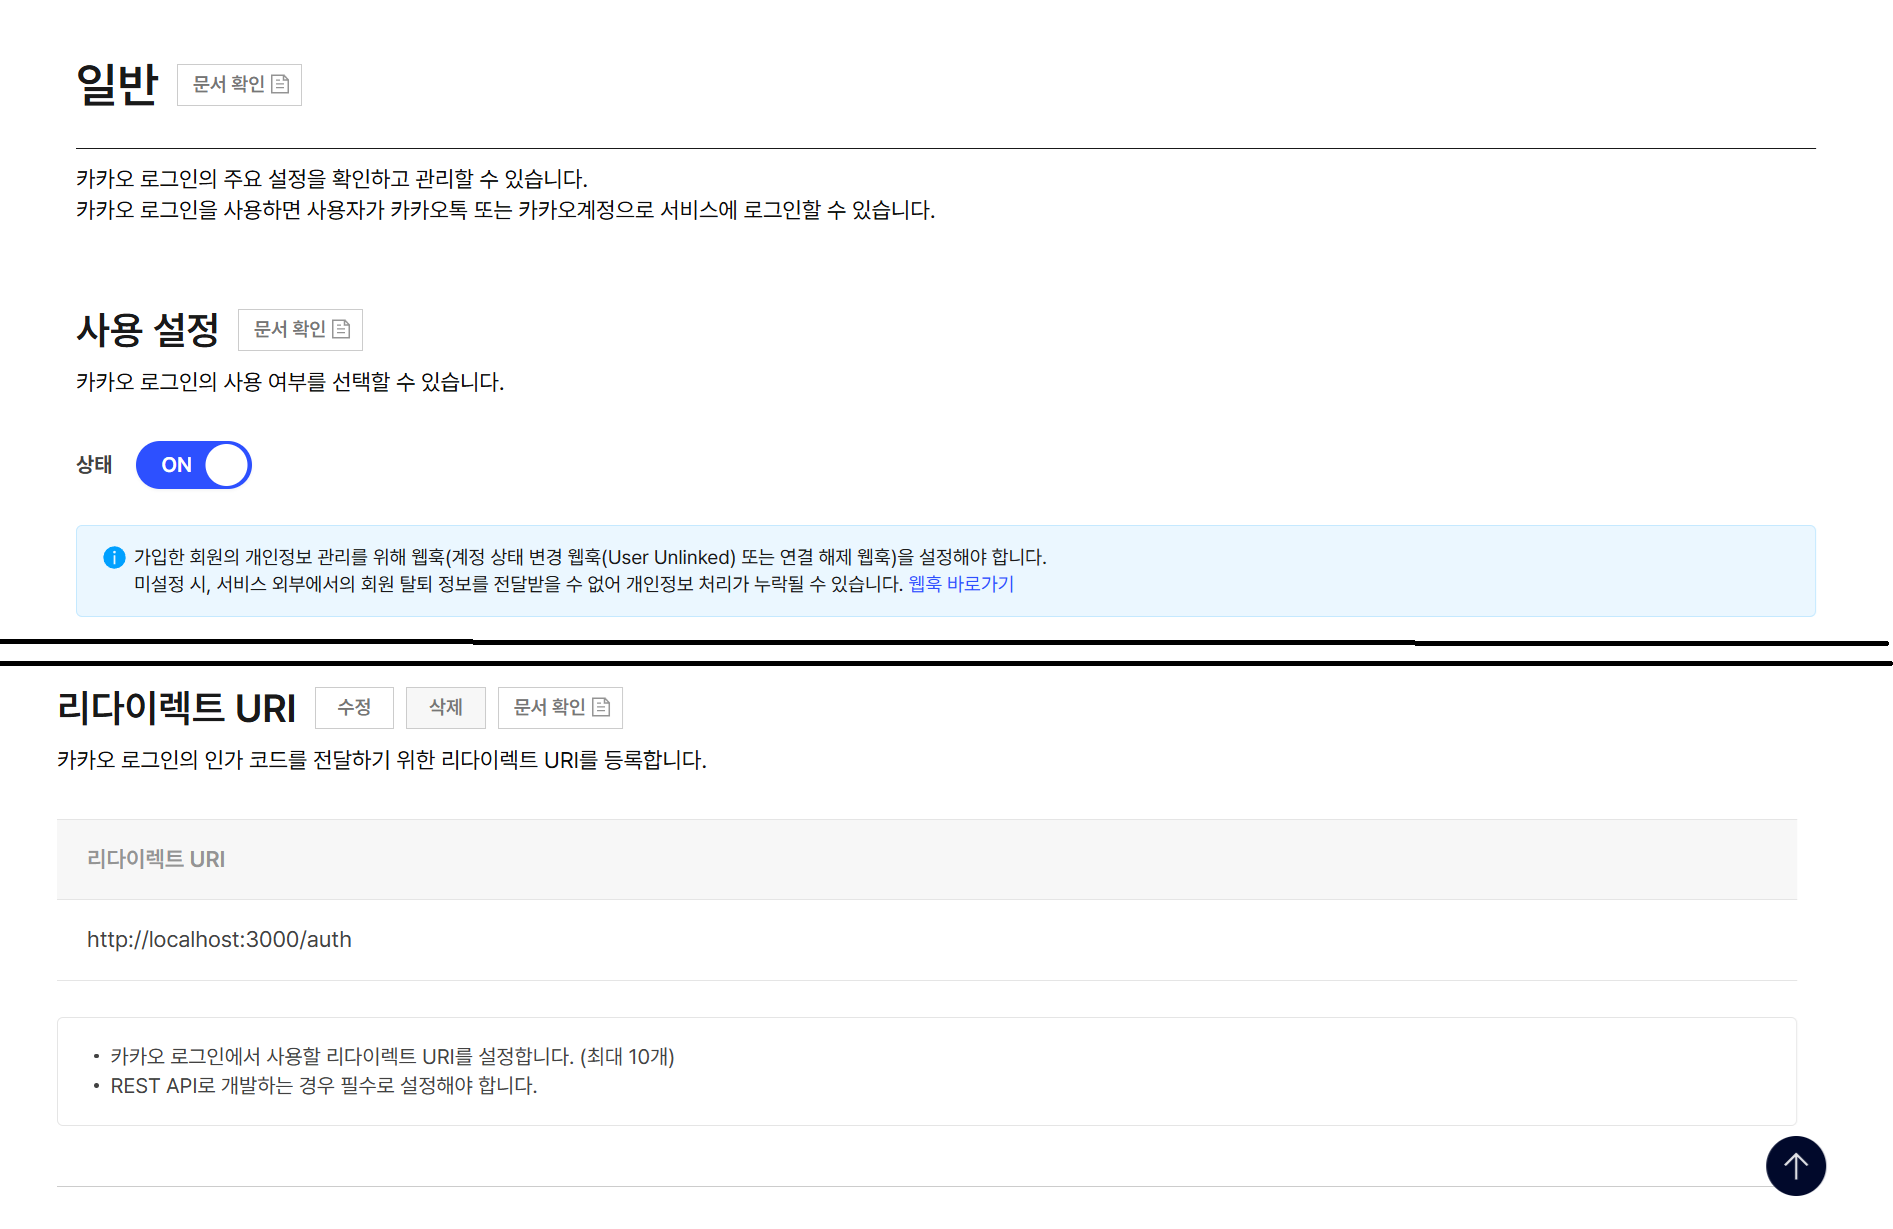 일반 문서 확인
카카오 로그인의 주요 설정을 확인하고 관리할 수 있습니다.
카카오 로그인을 사용하면 사용자가 카카오톡 또는 카카오계정으로 서비스에 로그인할 수 있습니다.
사용 설정 문서 확인
카카오 로그인의 사용 여부를 선택할 수 있습니다.
상태 ON
가입한 회원의 개인정보 관리를 위해 웹훅(계정 상태 변경 웹훅(User Unlinked) 또는 연결 해제 웹훅)을 설정해야 합니다.
미설정 시, 서비스 외부에서의 회원 탈퇴 정보를 전달받을 수 없어 개인정보 처리가 누락될 수 있습니다. 웹훅 바로가기
리다이렉트 URI 수정 삭제 문서 확인
카카오 로그인의 인가 코드를 전달하기 위한 리다이렉트 URI를 등록합니다.
리다이렉트 URI
http://localhost:3000/auth
• 카카오 로그인에서 사용할 리다이렉트 URI를 설정합니다. (최대 10개)
• REST API로 개발하는 경우 필수로 설정해야 합니다.